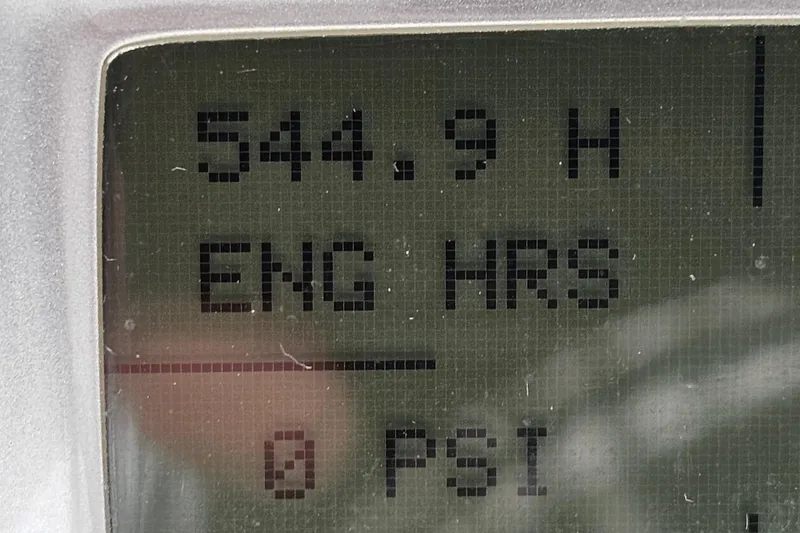 544.9 H
ENG HRS
0 PSI